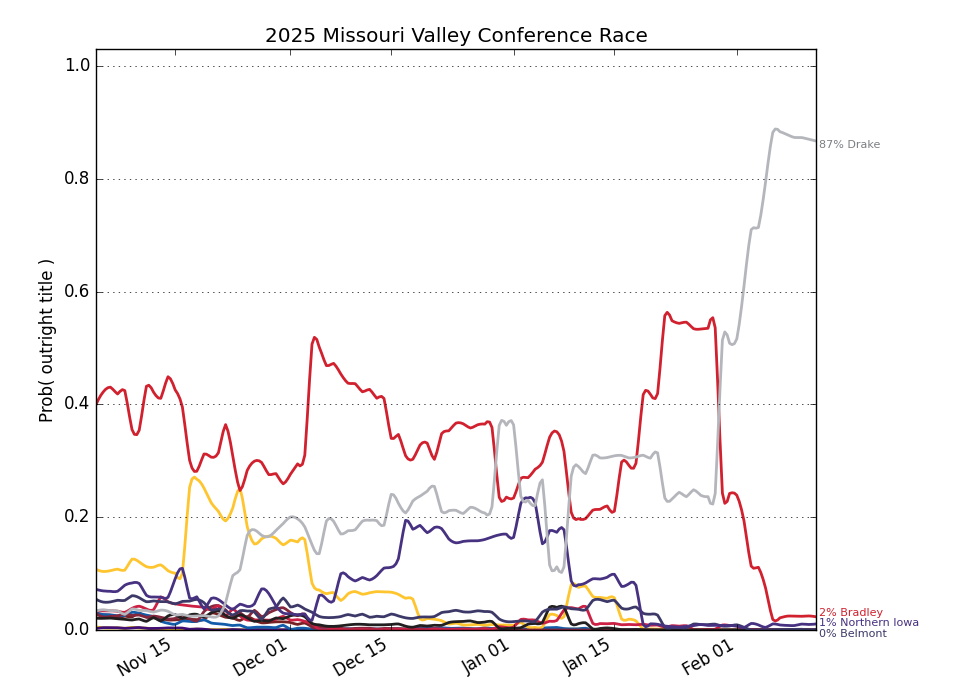 2025 Missouri Valley Conference Race
1.0
0.8
0.6
0.4
0.2
0.0
Prob( outright title )
87% Drake
2% Bradley
1% Northern Iowa
0% Belmont
Nov 15
Dec 01
Dec 15
Jan 01
Jan 15
Feb 01